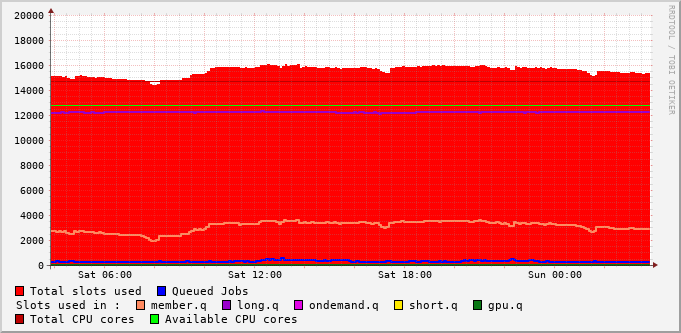 20000
18000
16000
14000
12000
10000
8000
6000
4000
2000
0
Sat 06:00 Sat 12:00 Sat 18:00 Sun 00:00
RRDTOOL / TOBI OETIKER
Total slots used Queued Jobs
Slots used in : member.q long.q ondemand.q short.q gpu.q
Total CPU cores Available CPU cores